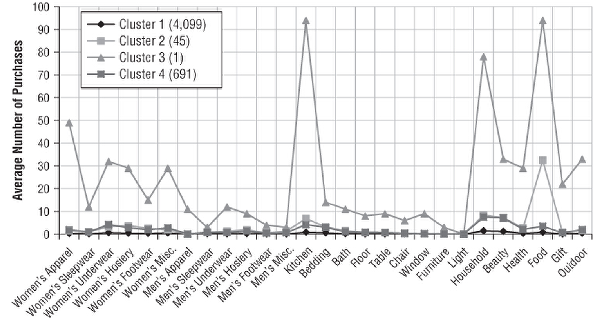 Average Number of Purchases
100
90
80
70
60
50
40
30
20
10
0
Cluster 1 (4,099)
Cluster 2 (45)
Cluster 3 (1)
Cluster 4 (691)
Women's Apparel
Women's Sleepwear
Women's Underwear
Women's Hosiery
Women's Footwear
Women's Misc.
Men's Apparel
Men's Sleepwear
Men's Underwear
Men's Hosiery
Men's Footwear
Men's Misc.
Kitchen
Bedding
Bath
Floor
Table
Chair
Window
Furniture
Light
Household
Beauty
Health
Food
Gift
Outdoor